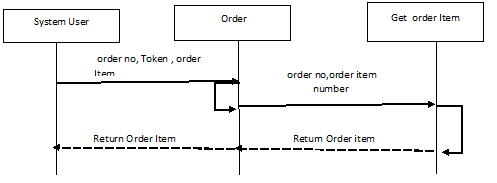 System User
Order
Get order Item
order no, Token , order
Item
order no,order item
number
Return Order Item
Return Order item